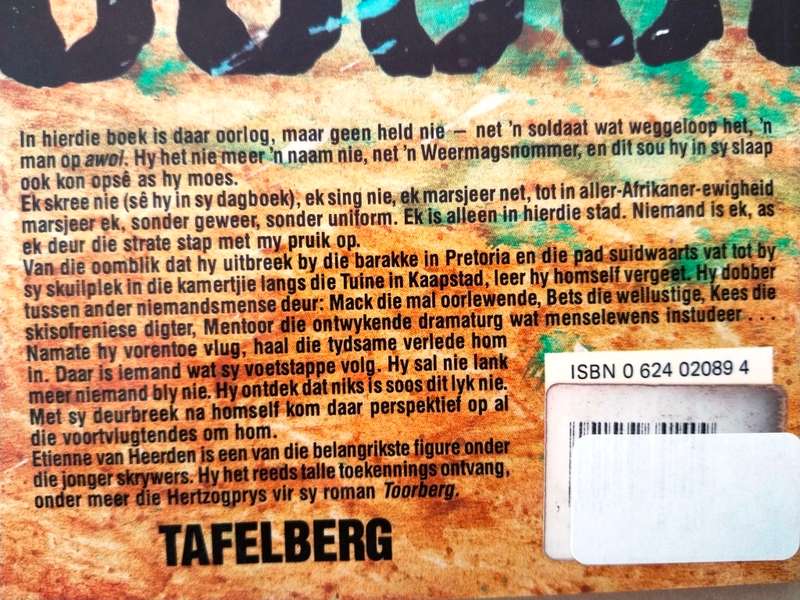 In hierdie boek is daar oorlog, maar geen held nie – net 'n soldaat wat weggeloop het, 'n
man op awol. Hy het nie meer 'n naam nie, net 'n Weermagsnommer, en dit sou hy in sy slaap
ook kon opsê as hy moes.
Ek skree nie (sê hy in sy dagboek), ek sing nie, ek marsjeer net, tot in aller-Afrikaner-ewigheid
marsjeer ek, sonder geweer, sonder uniform. Ek is alleen in hierdie stad. Niemand is ek, as
ek deur die strate stap met my pruik op.
Van die oomblik dat hy uitbreek by die barakke in Pretoria en die pad suidwaarts vat tot by
sy skuilplek in die kamertjie langs die Tuine in Kaapstad, leer hy homself vergeet. Hy dobber
tussen ander niemandsmense deur: Mack die mal oorlewende, Bets die wellustige, Kees die
skisofreniese digter, Mentoor die ontwykende dramaturg wat menselewens instudeer . . .
Namate hy vorentoe vlug, haal die tydsame verlede hom
in. Daar is iemand wat sy voetstappe volg. Hy sal nie lank
meer niemand bly nie. Hy ontdek dat niks is soos dit lyk nie.
Met sy deurbreek na homself kom daar perspektief op al
die voortvlugtendes om hom.
Etienne van Heerden is een van die belangrikste figure onder
die jonger skrywers. Hy het reeds talle toekennings ontvang,
onder meer die Hertzogprys vir sy roman Toorberg.
TAFELBERG
ISBN 0 624 02089 4